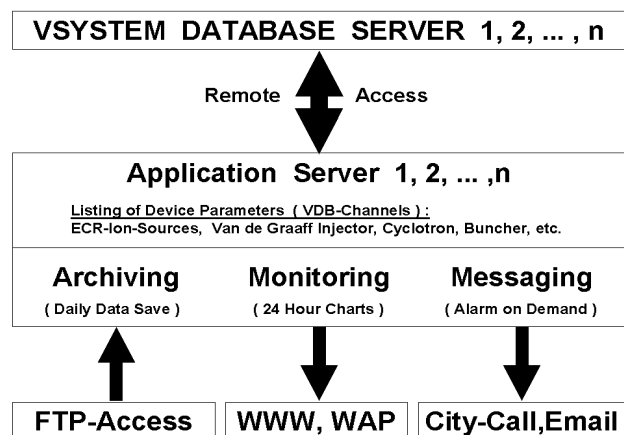 VSYSTEM DATABASE SERVER 1, 2, ... , n
Remote Access
Application Server 1, 2, ... ,n
Listing of Device Parameters ( VDB-Channels ) :
ECR-Ion-Sources, Van de Graaff Injector, Cyclotron, Buncher, etc.
Archiving Monitoring Messaging
( Daily Data Save ) ( 24 Hour Charts ) ( Alarm on Demand )
FTP-Access WWW, WAP City-Call,Email